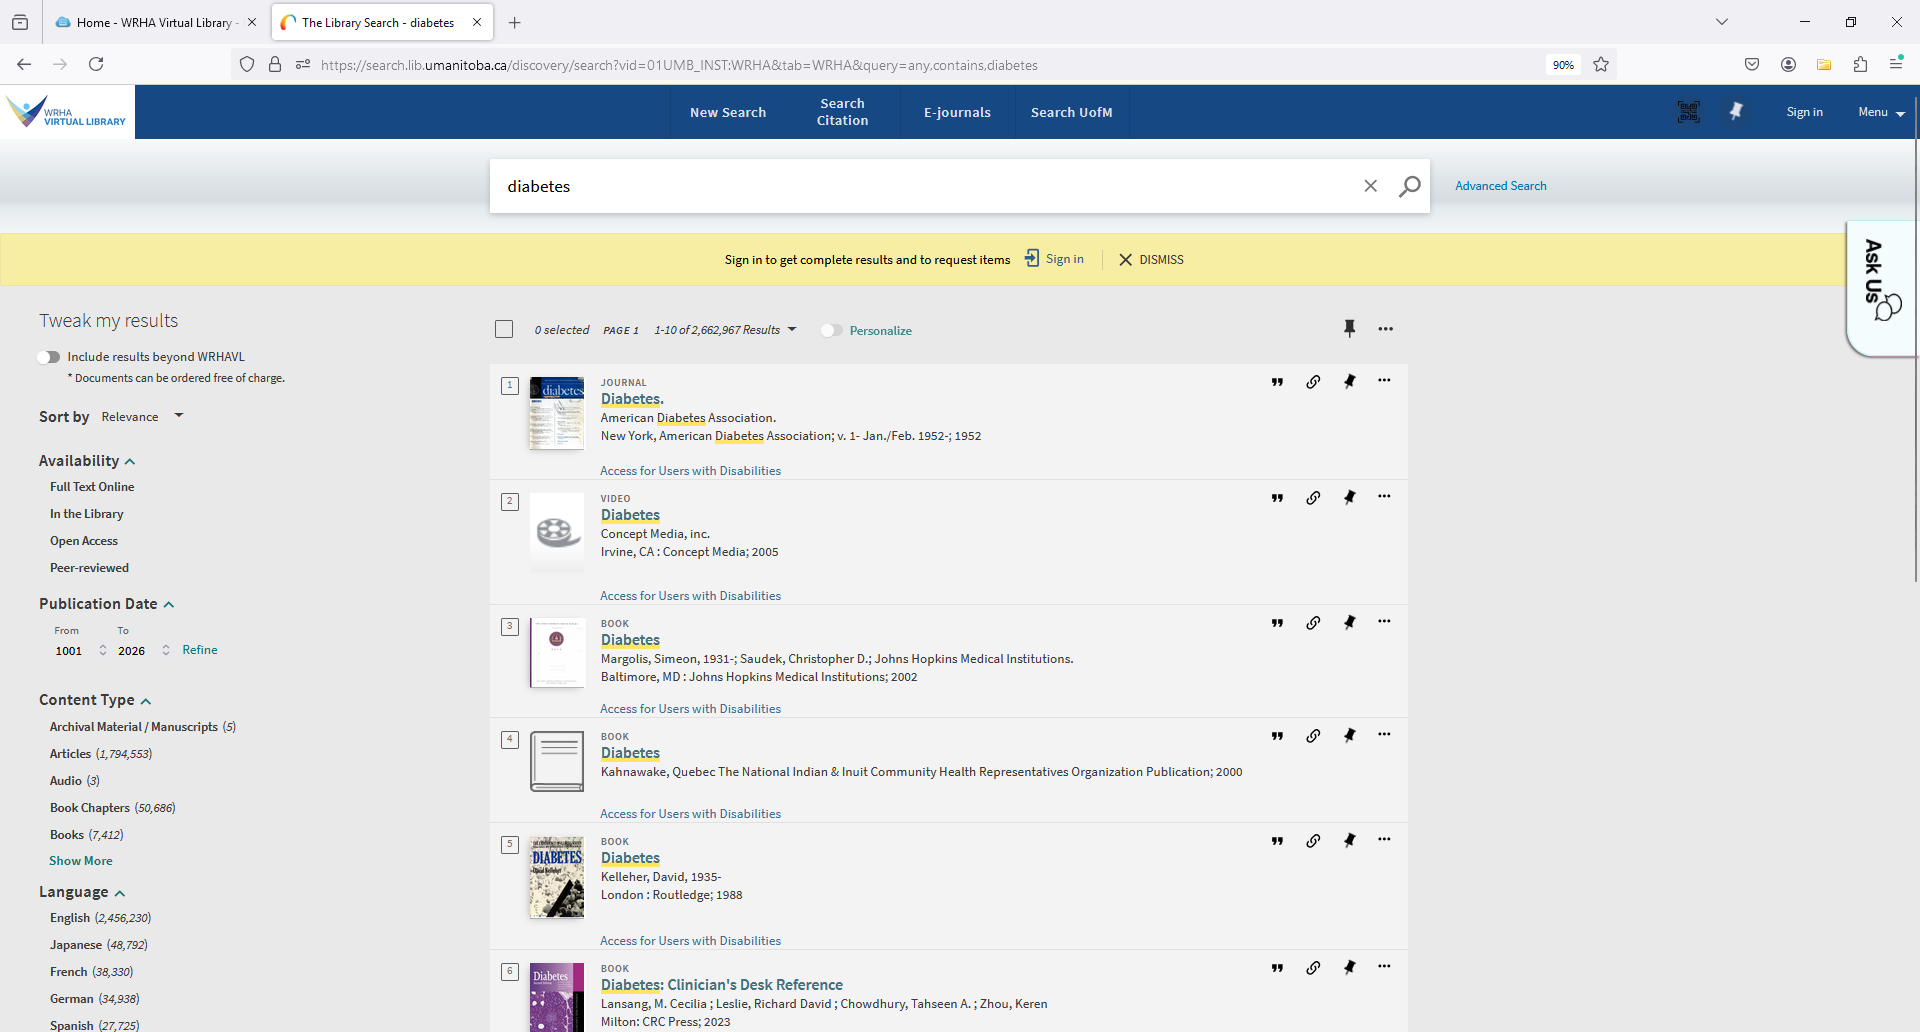 Home - WRHA Virtual Library -
The Library Search - diabetes
https://search.lib.umanitoba.ca/discovery/search?vid=01UMB_INST:WRHA&tab=WRHA&query=any,contains,diabetes
90%
WRHA
VIRTUAL LIBRARY
New Search
Search
Citation
E-journals
Search UofM
Sign in
Menu
diabetes
Advanced Search
Sign in to get complete results and to request items
Sign in
DISMISS
Ask Us
Tweak my results
Include results beyond WRHAVL
* Documents can be ordered free of charge.
Sort by Relevance
Availability
Full Text Online
In the Library
Open Access
Peer-reviewed
Publication Date
From To
1001 2026 Refine
Content Type
Archival Material / Manuscripts (5)
Articles (1,794,553)
Audio (3)
Book Chapters (50,686)
Books (7,412)
Show More
Language
English (2,456,230)
Japanese (48,792)
French (38,330)
German (34,938)
Spanish (27,725)
0 selected PAGE 1 1-10 of 2,662,967 Results Personalize
1
diabetes
JOURNAL
Diabetes.
American Diabetes Association.
New York, American Diabetes Association; v. 1- Jan./Feb. 1952-; 1952
Access for Users with Disabilities
2
VIDEO
Diabetes
Concept Media, inc.
Irvine, CA : Concept Media; 2005
Access for Users with Disabilities
3
BOOK
Diabetes
Margolis, Simeon, 1931-; Saudek, Christopher D.; Johns Hopkins Medical Institutions.
Baltimore, MD : Johns Hopkins Medical Institutions; 2002
Access for Users with Disabilities
4
BOOK
Diabetes
Kahnawake, Quebec The National Indian & Inuit Community Health Representatives Organization Publication; 2000
Access for Users with Disabilities
5
DIABETES
David Kelleher
BOOK
Diabetes
Kelleher, David, 1935-
London : Routledge; 1988
Access for Users with Disabilities
6
Diabetes
BOOK
Diabetes: Clinician's Desk Reference
Lansang, M. Cecilia ; Leslie, Richard David ; Chowdhury, Tahseen A. ; Zhou, Keren
Milton: CRC Press; 2023